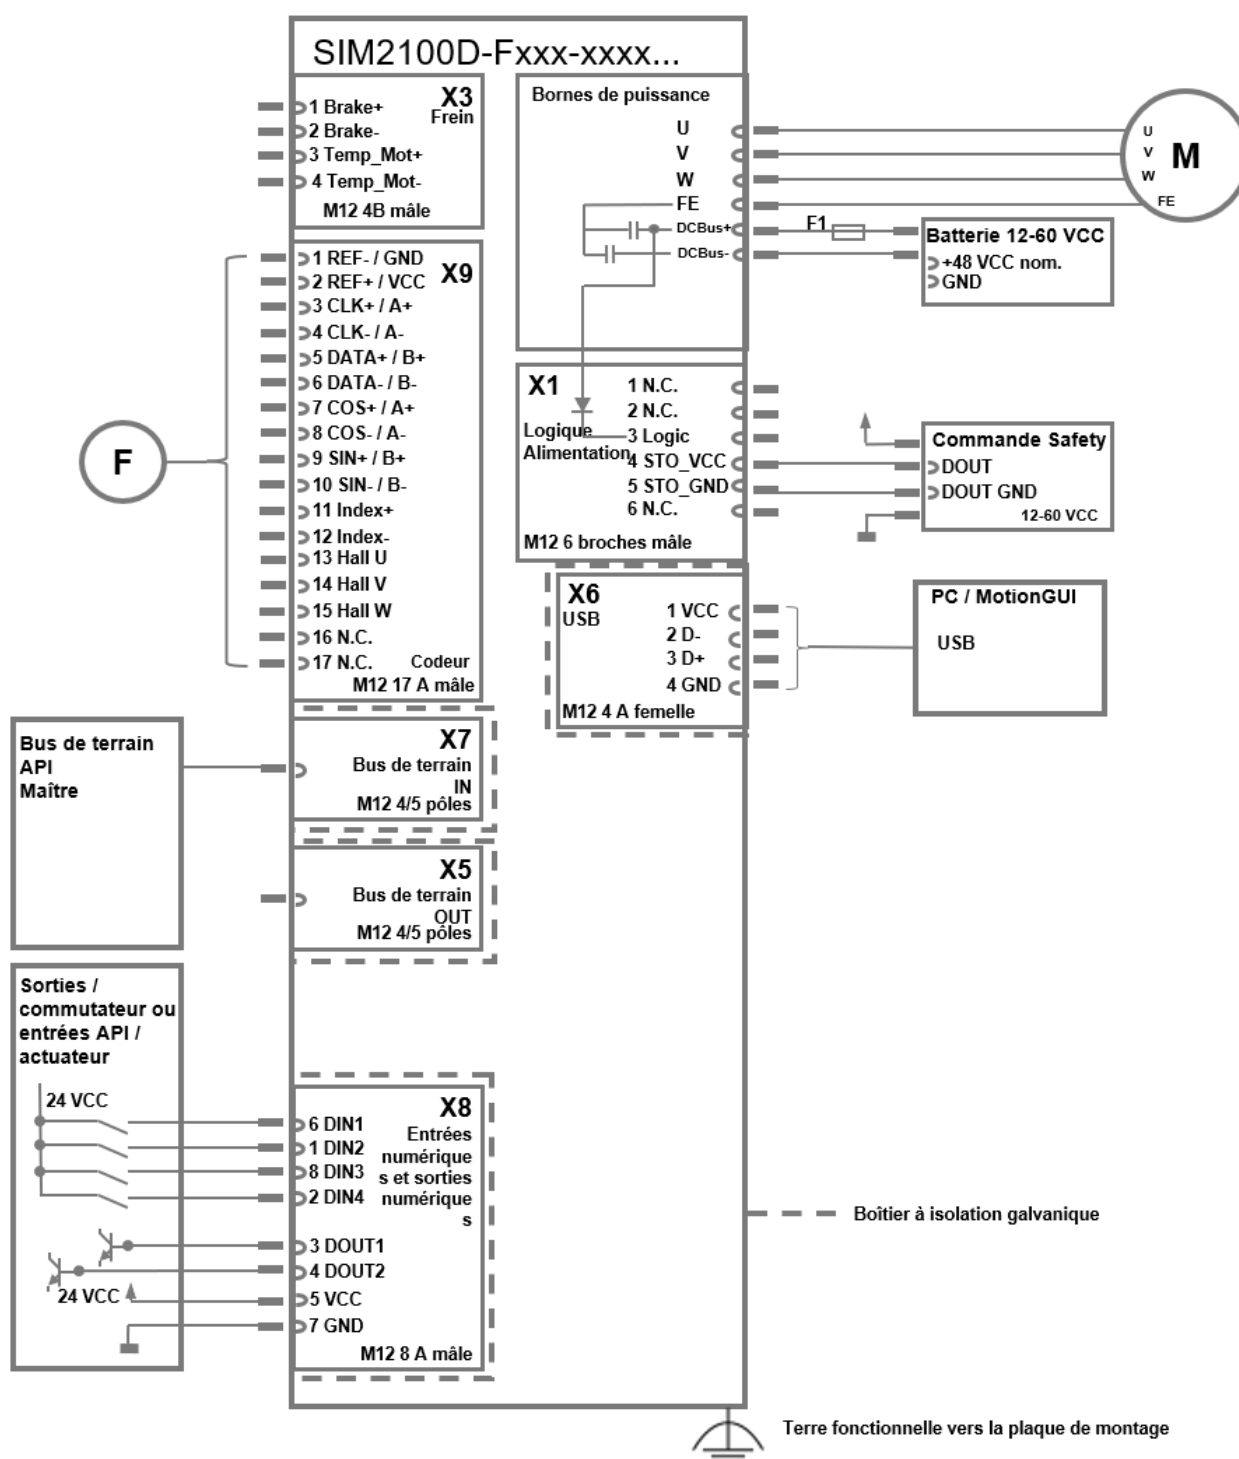 SIM2100D-Fxxx-xxxx...
X3
Frein
1 Brake+
2 Brake-
3 Temp_Mot+
4 Temp_Mot-
M12 4B mâle
Bornes de puissance
U
V
W
FE
DCBus+
DCBus-
U
V
W
FE
M
F1
Batterie 12-60 VCC
+48 VCC nom.
GND
X9
1 REF- / GND
2 REF+ / VCC
3 CLK+ / A+
4 CLK- / A-
5 DATA+ / B+
6 DATA- / B-
7 COS+ / A+
8 COS- / A-
9 SIN+ / B+
10 SIN- / B-
11 Index+
12 Index-
13 Hall U
14 Hall V
15 Hall W
16 N.C.
17 N.C.
Codeur
M12 17 A mâle
F
X1
Logique
Alimentation
1 N.C.
2 N.C.
3 Logic
4 STO_VCC
5 STO_GND
6 N.C.
M12 6 broches mâle
Commande Safety
DOUT
DOUT GND
12-60 VCC
X6
USB
1 VCC
2 D-
3 D+
4 GND
M12 4 A femelle
PC / MotionGUI
USB
Bus de terrain
API
Maître
X7
Bus de terrain
IN
M12 4/5 pôles
X5
Bus de terrain
OUT
M12 4/5 pôles
Sorties /
commutateur ou
entrées API /
actuateur
24 VCC
24 VCC
X8
Entrées
numérique
s et sorties
numérique
s
6 DIN1
1 DIN2
8 DIN3
2 DIN4
3 DOUT1
4 DOUT2
5 VCC
7 GND
M12 8 A mâle
Boîtier à isolation galvanique
Terre fonctionnelle vers la plaque de montage